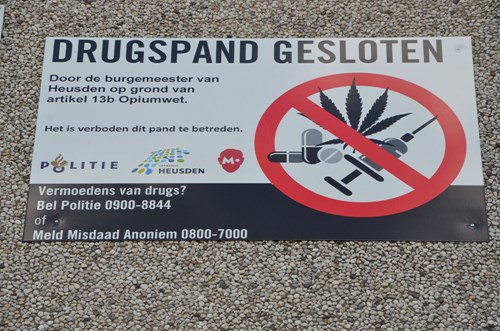 DRUGSPAND GESLOTEN
Door de burgemeester van
Heusden op grond van
artikel 13b Opiumwet.
Het is verboden dit pand te betreden.
POLITIE
HEUSDEN
M.
Vermoedens van drugs?
Bel Politie 0900-8844
of
Meld Misdaad Anoniem 0800-7000